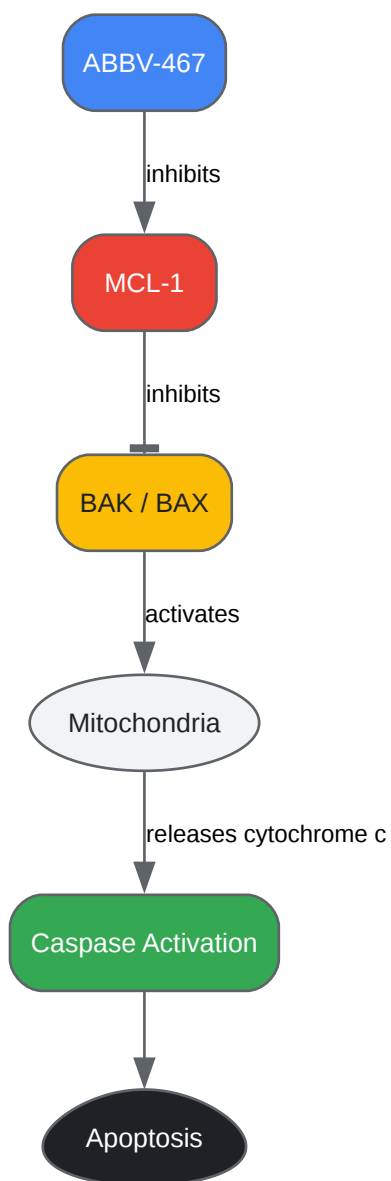 ABBV-467
inhibits
MCL-1
inhibits
BAK / BAX
activates
Mitochondria
releases cytochrome c
Caspase Activation
Apoptosis